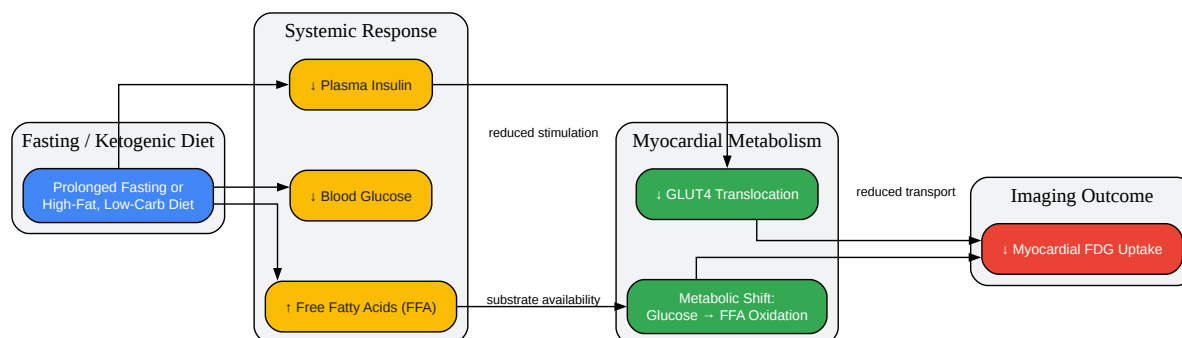 Systemic Response
↓ Plasma Insulin
reduced stimulation
Fasting / Ketogenic Diet
Prolonged Fasting or
High-Fat, Low-Carb Diet
↓ Blood Glucose
Myocardial Metabolism
↓ GLUT4 Translocation
reduced transport
Imaging Outcome
↓ Myocardial FDG Uptake
↑ Free Fatty Acids (FFA)
substrate availability
Metabolic Shift:
Glucose → FFA Oxidation